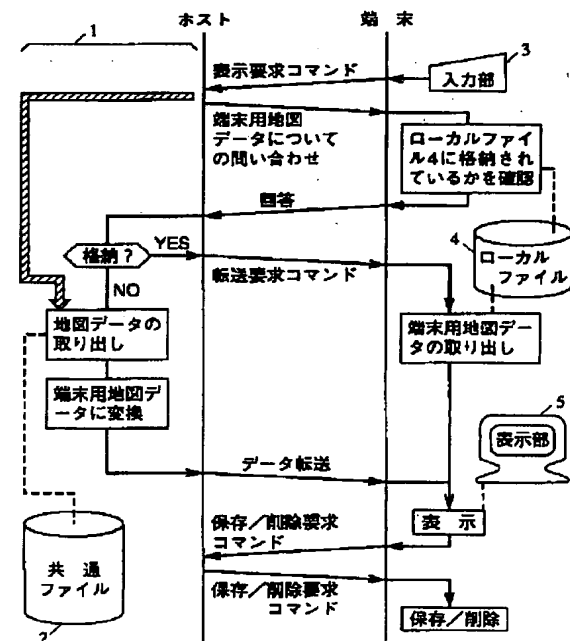 ホスト
端末
1
3
表示要求コマンド
入力部
端末用地図
データについて
の問い合わせ
ローカルファイ
ル4に格納され
ているかを確認
回答
格納?
YES
転送要求コマンド
4
ローカル
ファイル
NO
地図データの
取り出し
端末用地図デー
タの取り出し
端末用地図デ
ータに変換
5
表示部
データ転送
保存/削除要求
コマンド
表示
共通
ファイル
保存/削除要求
コマンド
保存/削除
2